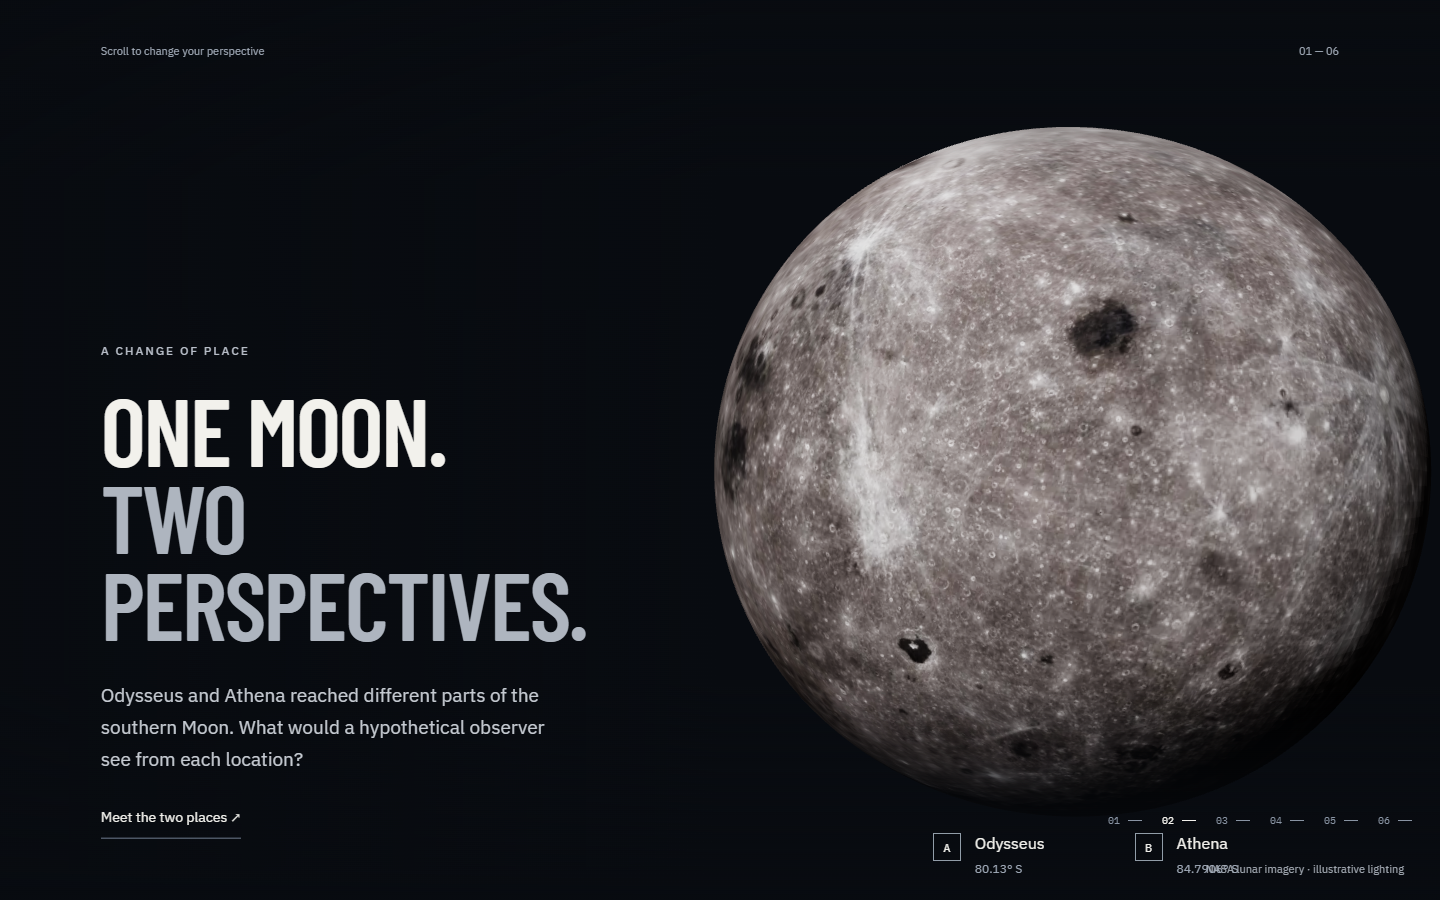 Scroll to change your perspective
01 — 06
A CHANGE OF PLACE
ONE MOON.
TWO
PERSPECTIVES.
Odysseus and Athena reached different parts of the
southern Moon. What would a hypothetical observer
see from each location?
Meet the two places ↗
01 — 02 — 03 — 04 — 05 — 06 —
A Odysseus
80.13° S
B Athena
lunar imagery · illustrative lighting